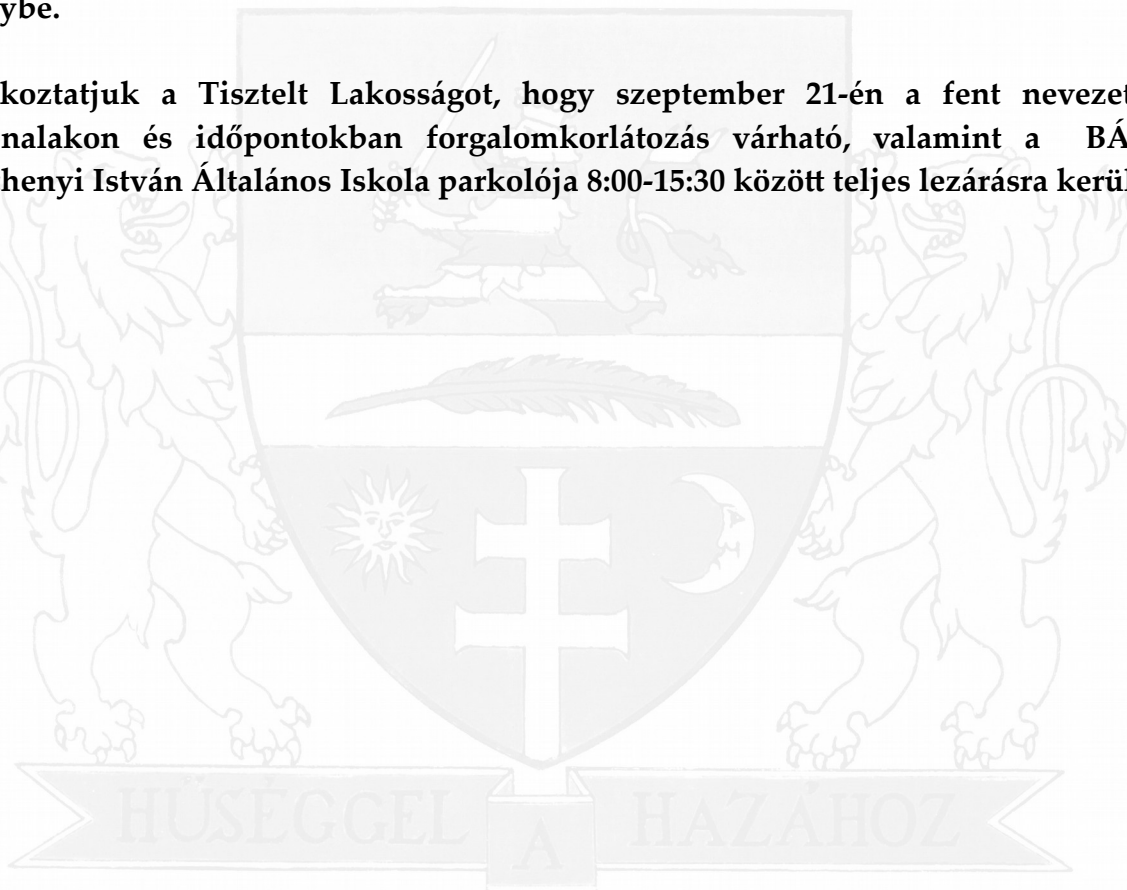 ybe.
koztatjuk a Tisztelt Lakosságot, hogy szeptember 21-én a fent nevezet
nalakon és időpontokban forgalomkorlátozás várható, valamint a BÁ
henyi István Általános Iskola parkolója 8:00-15:30 között teljes lezárásra kerül
HŰSÉGGEL A HAZÁHOZ